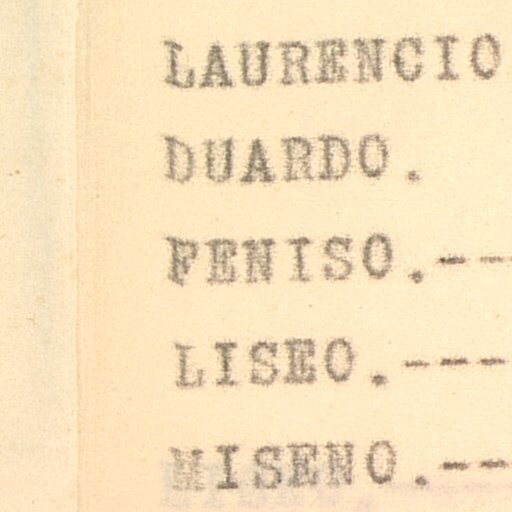 LAURENCIO
DUARDO.
FENISO.--
LISEO.---
MISENO.--